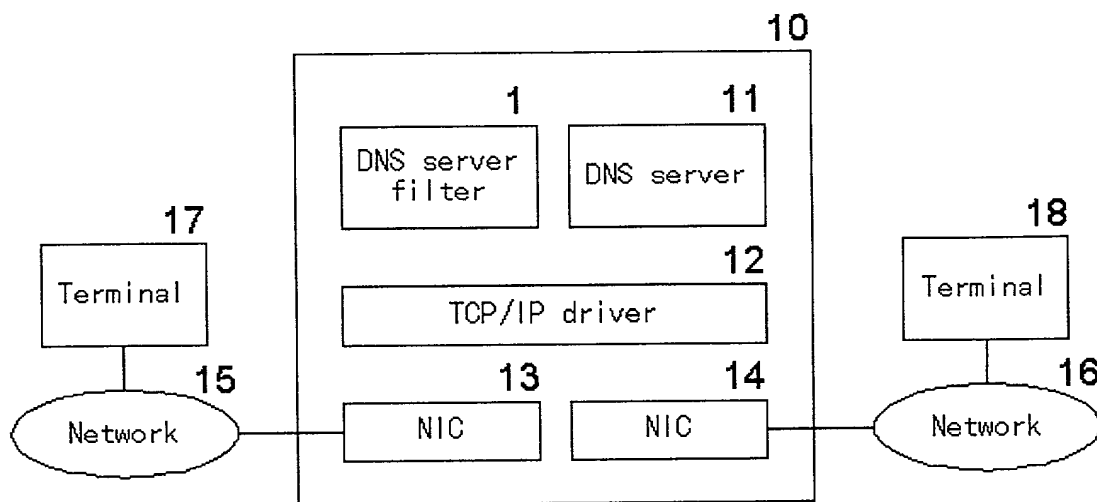 10
1
11
DNS server
filter
DNS server
17
18
Terminal
12
Terminal
TCP/IP driver
15
13
14
16
Network
NIC
NIC
Network